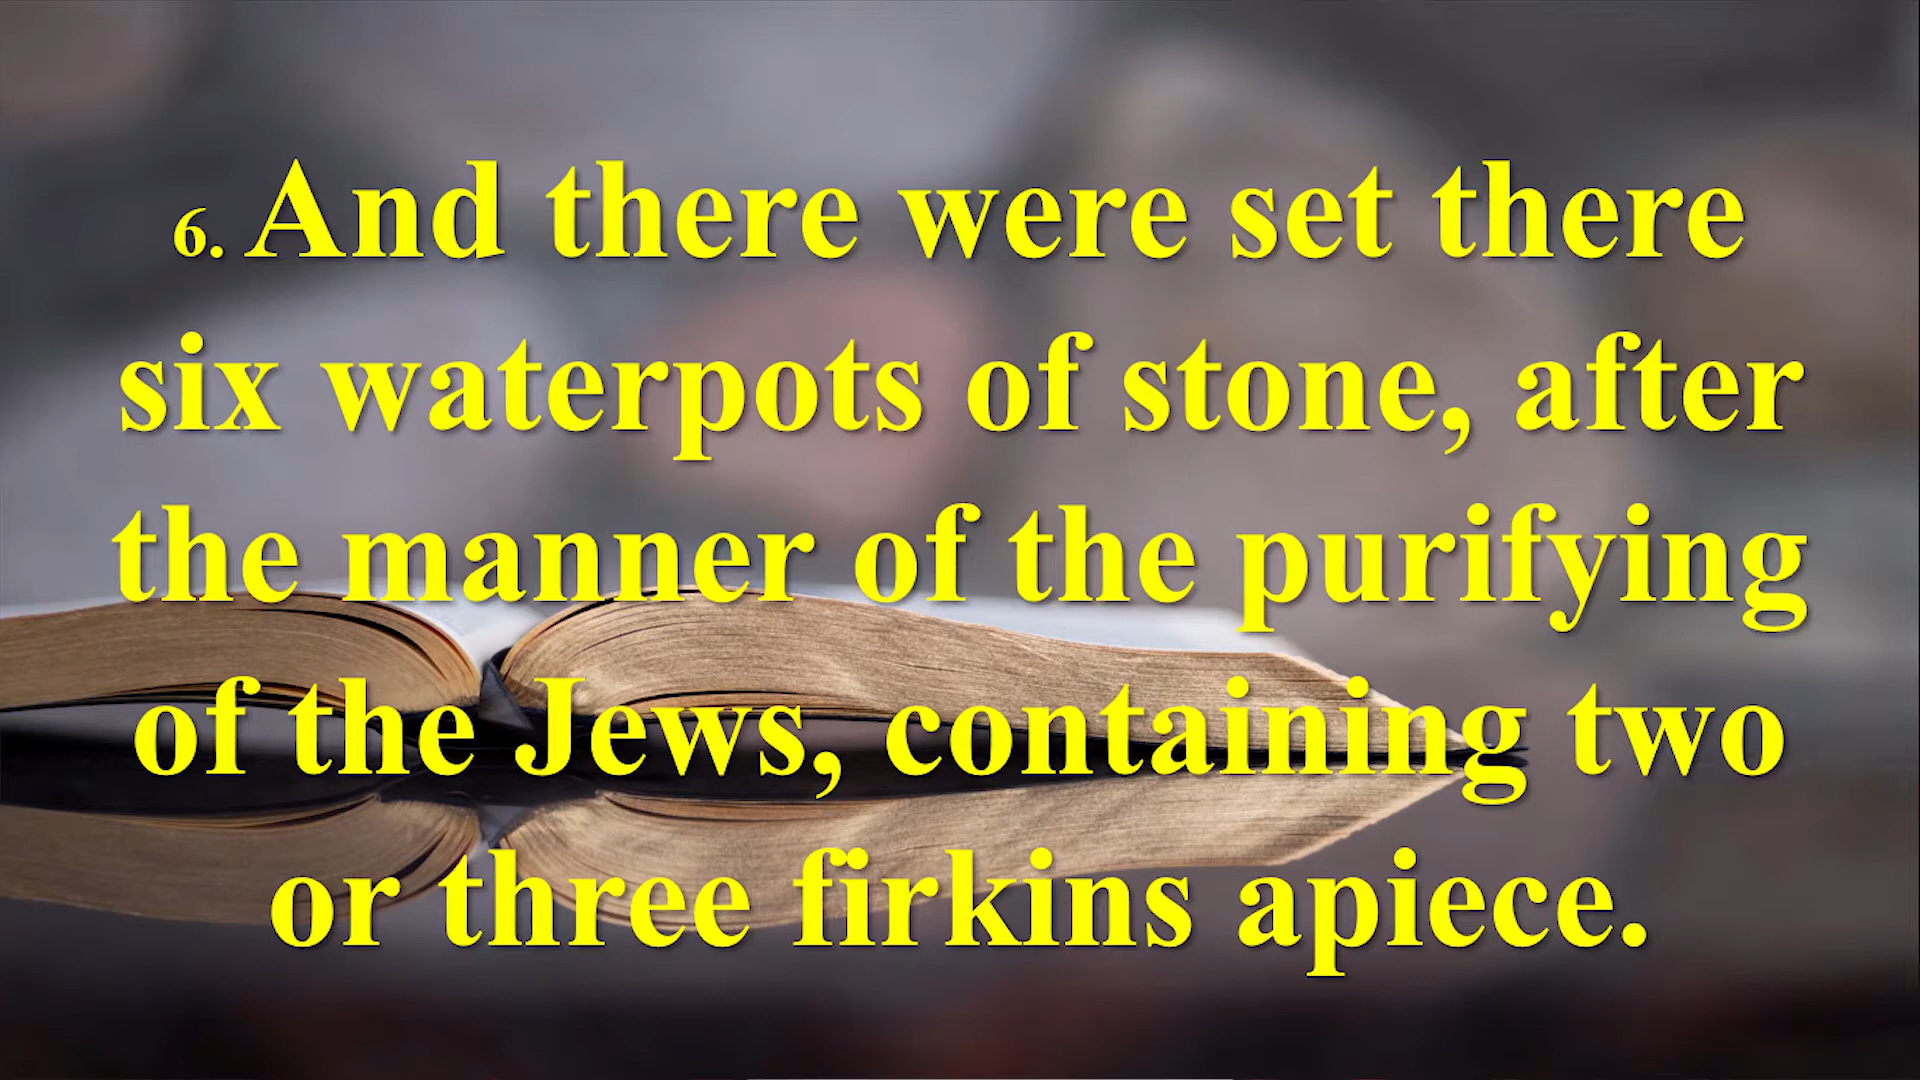 6. And there were set there
six waterpots of stone, after
the manner of the purifying
of the Jews, containing two
or three firkins apiece.